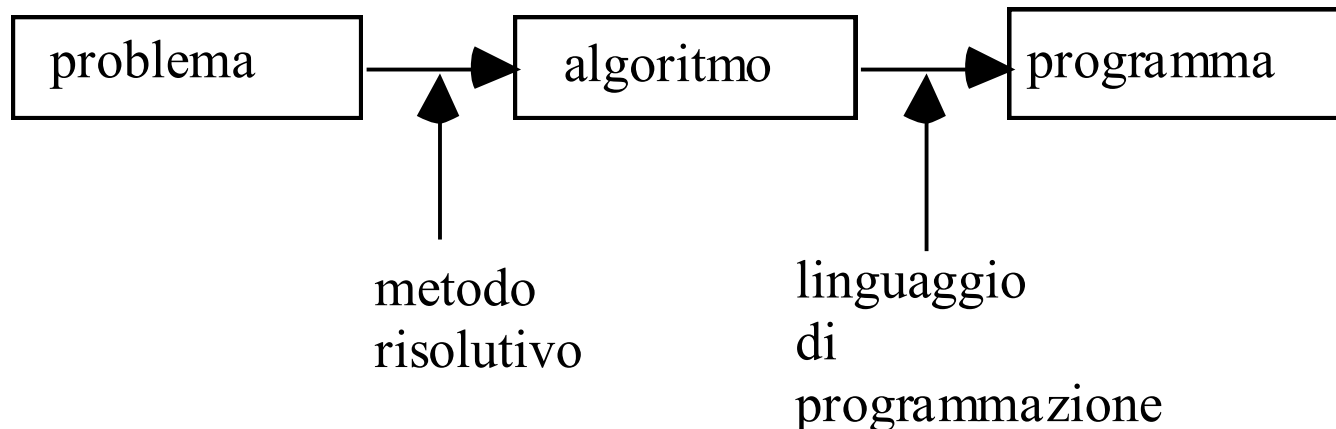 problema
algoritmo
programma
metodo
risolutivo
linguaggio
di
programmazione